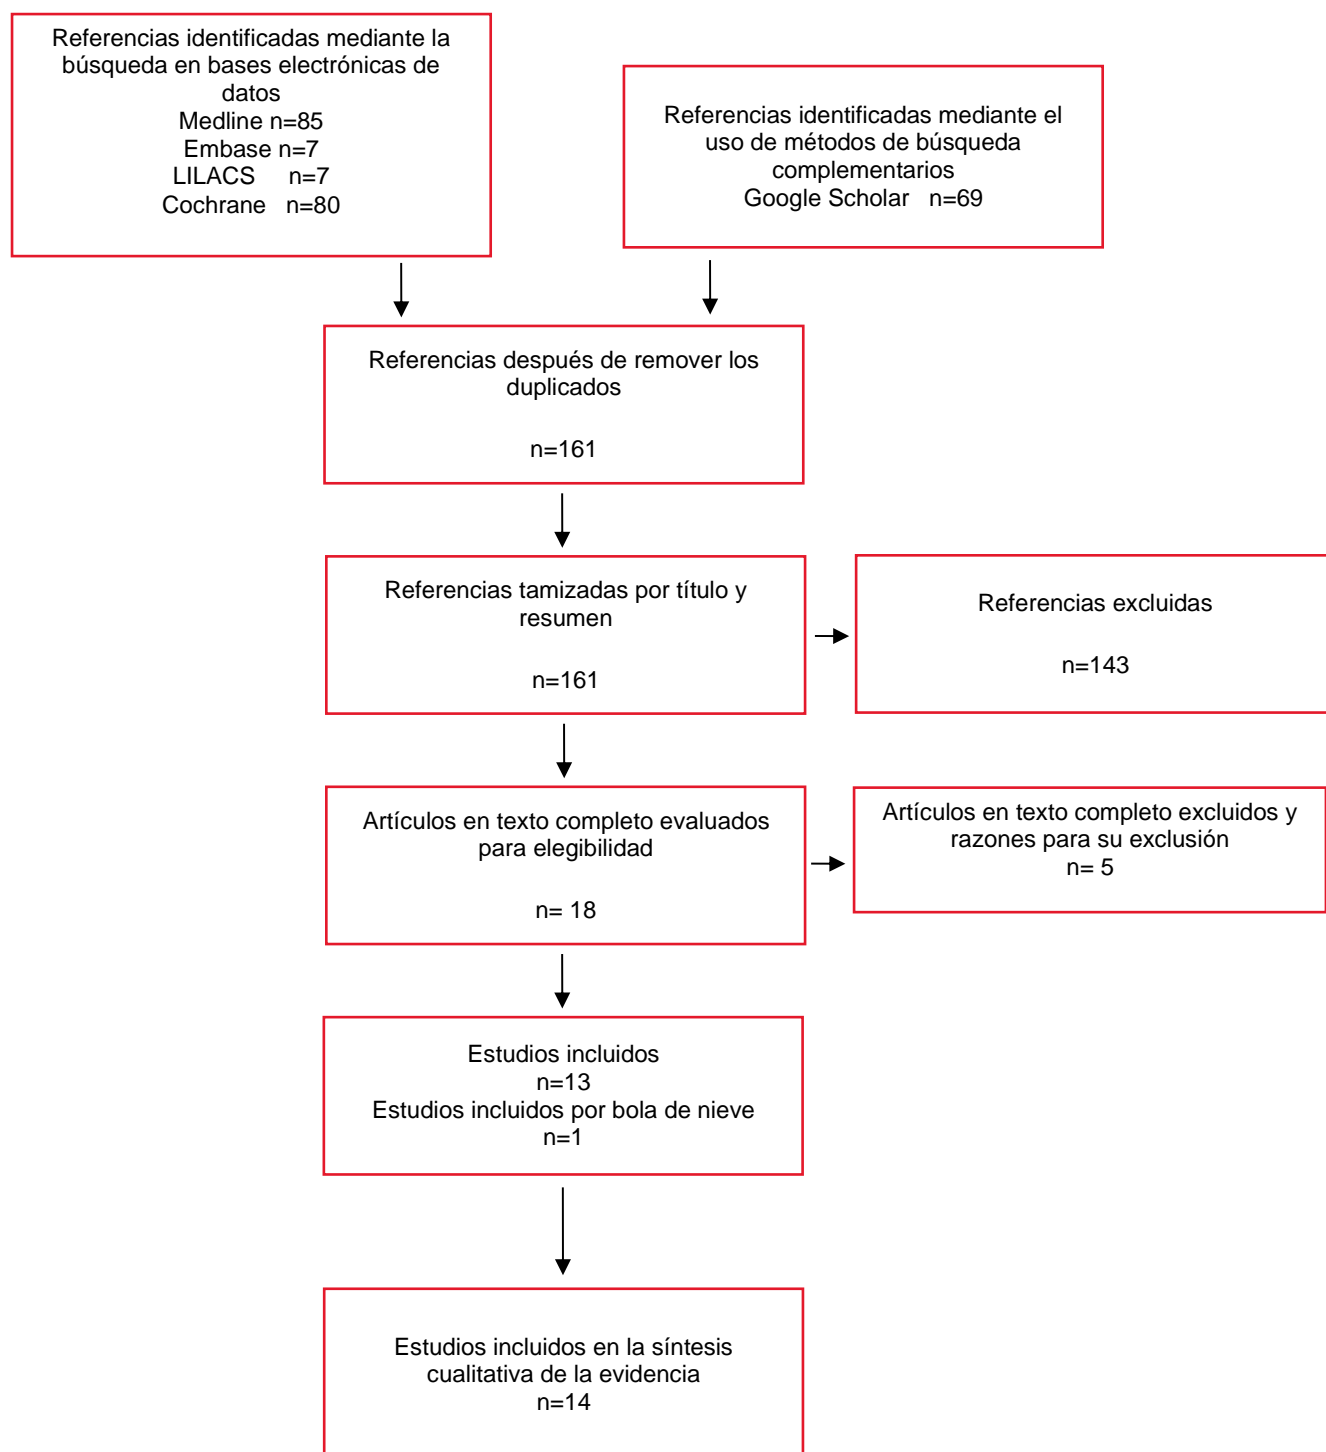 Referencias identificadas mediante la
búsqueda en bases electrónicas de
datos
Medline n=85
Embase n=7
LILACS n=7
Cochrane n=80
Referencias identificadas mediante el
uso de métodos de búsqueda
complementarios
Google Scholar n=69
Referencias después de remover los
duplicados
n=161
Referencias tamizadas por título y
resumen
n=161
Referencias excluidas
n=143
Artículos en texto completo evaluados
para elegibilidad
n= 18
Artículos en texto completo excluidos y
razones para su exclusión
n= 5
Estudios incluidos
n=13
Estudios incluidos por bola de nieve
n=1
Estudios incluidos en la síntesis
cualitativa de la evidencia
n=14